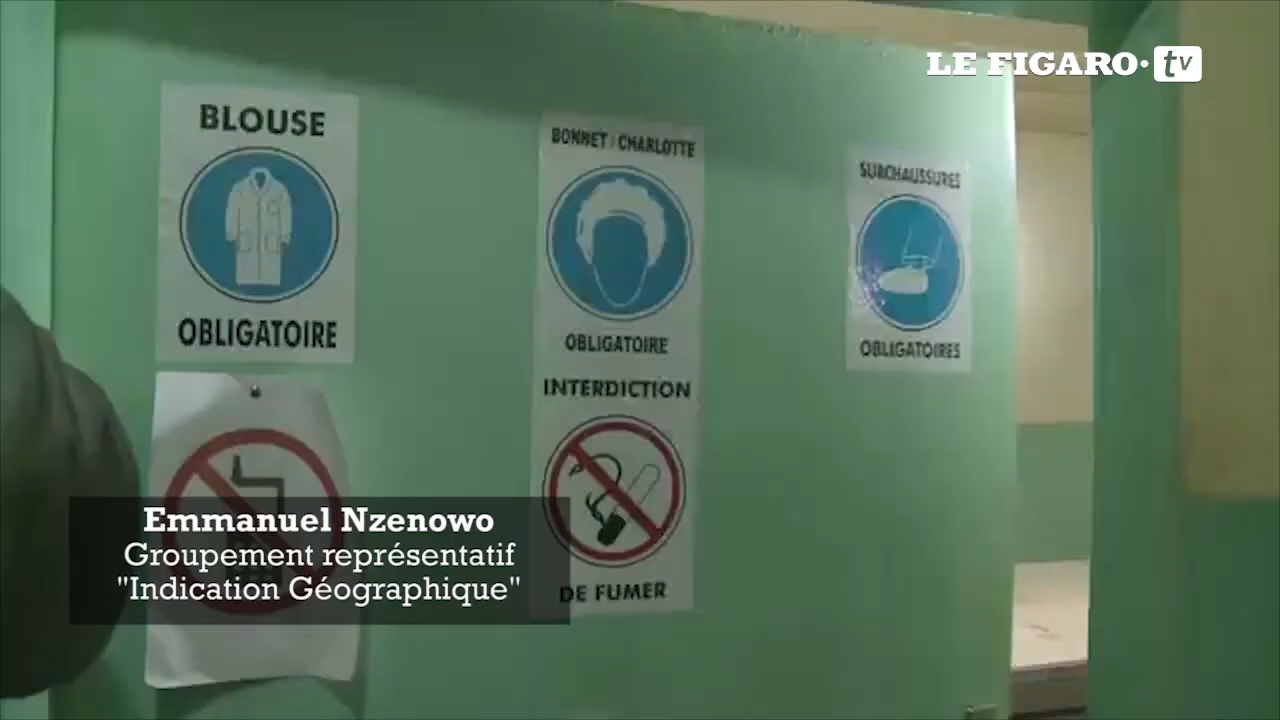 LE FIGARO· tv
BLOUSE
OBLIGATOIRE
BONNET / CHARLOTTE
OBLIGATOIRE
SURCHAUSSURES
OBLIGATOIRES
INTERDICTION
DE FUMER
Emmanuel Nzenowo
Groupement représentatif
"Indication Géographique"